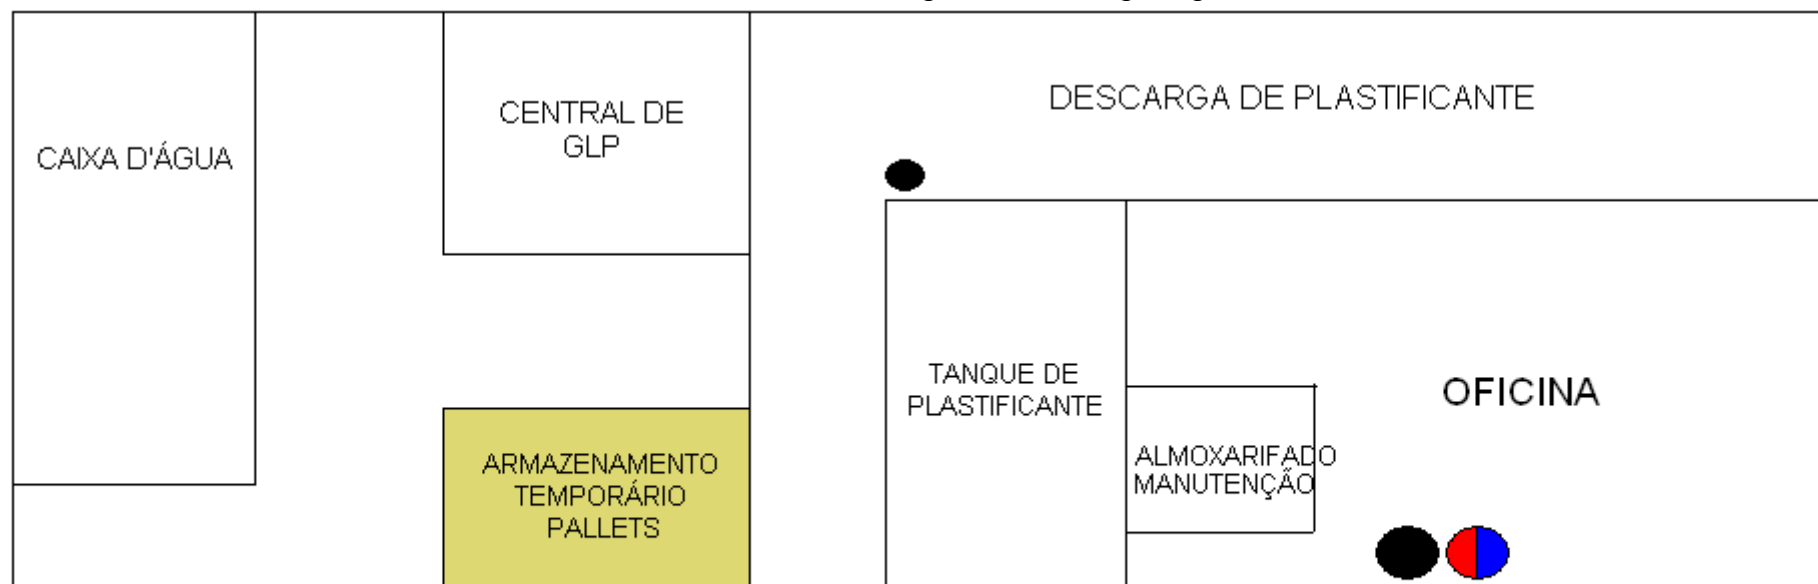 CAIXA D'ÁGUA
CENTRAL DE
GLP
DESCARGA DE PLASTIFICANTE
ARMAZENAMENTO
TEMPORÁRIO
PALLETS
TANQUE DE
PLASTIFICANTE
ALMOXARIFADO
MANUTENÇÃO
OFICINA